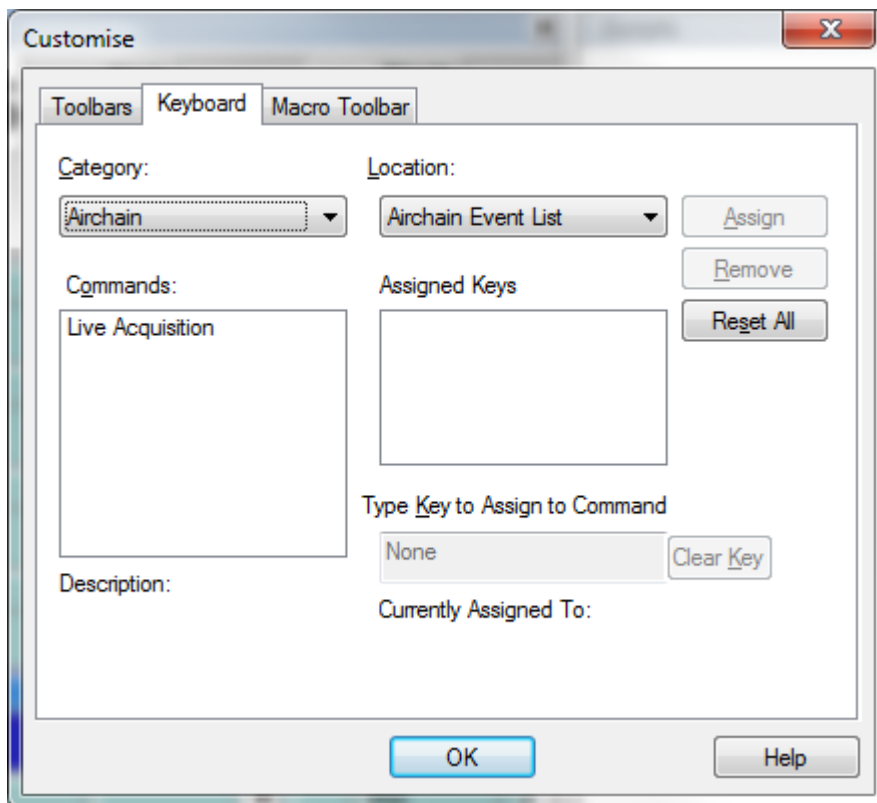 Customise
Toolbars
Keyboard
Macro Toolbar
Category:
Location:
Airchain
Airchain Event List
Assign
Remove
Reset All
Commands:
Assigned Keys
Live Acquisition
Type Key to Assign to Command
None
Clear Key
Description:
Currently Assigned To:
OK
Help